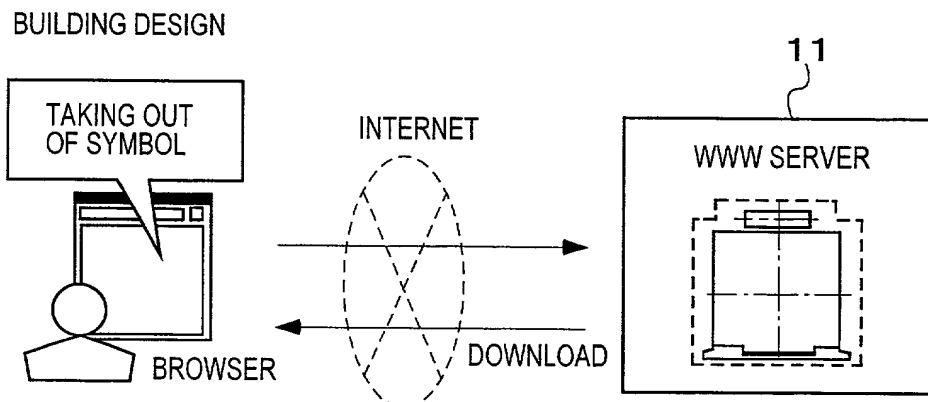 BUILDING DESIGN
11
TAKING OUT
OF SYMBOL
INTERNET
WWW SERVER
BROWSER
DOWNLOAD